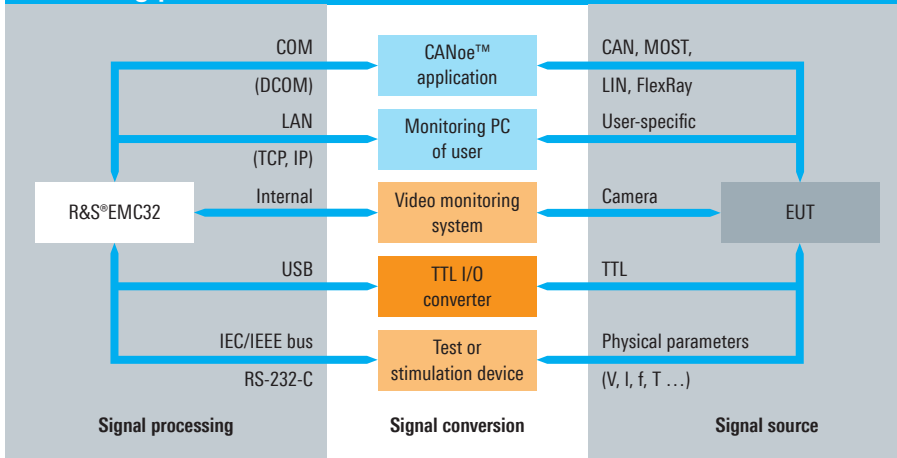 COM
CANoe™
CAN, MOST,
application
(DCOM)
LIN, FlexRay
LAN
Monitoring PC
User-specific
of user
(TCP, IP)
Internal
Video monitoring
Camera
R&S®EMC32
system
EUT
USB
TTL I/O
TTL
converter
IEC/IEEE bus
Test or
Physical parameters
RS-232-C
stimulation device
(V, I, f, T …)
Signal processing
Signal conversion
Signal source